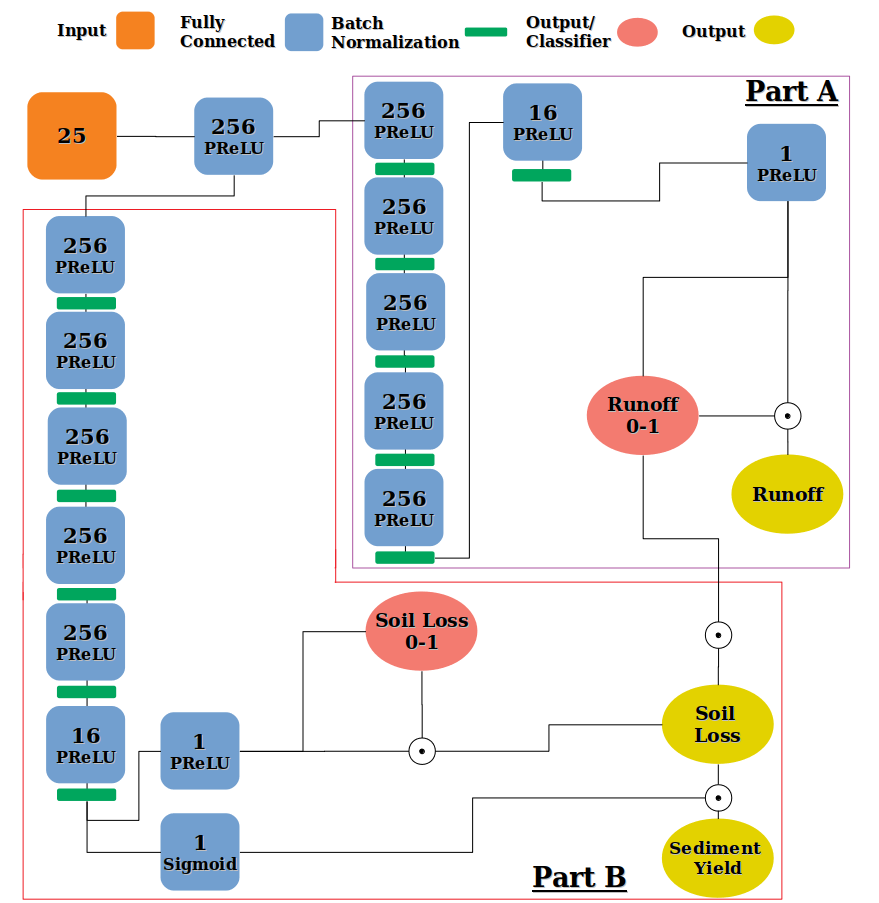 Input
Fully
Connected
Batch
Normalization
Output/
Classifier
Output
Part A
25
256
PReLU
256
PReLU
256
PReLU
256
PReLU
256
PReLU
256
PReLU
16
PReLU
1
PReLU
Runoff
0-1
Runoff
256
PReLU
256
PReLU
256
PReLU
256
PReLU
256
PReLU
16
PReLU
1
PReLU
1
Sigmoid
Soil Loss
0-1
Soil
Loss
Sediment
Yield
Part B